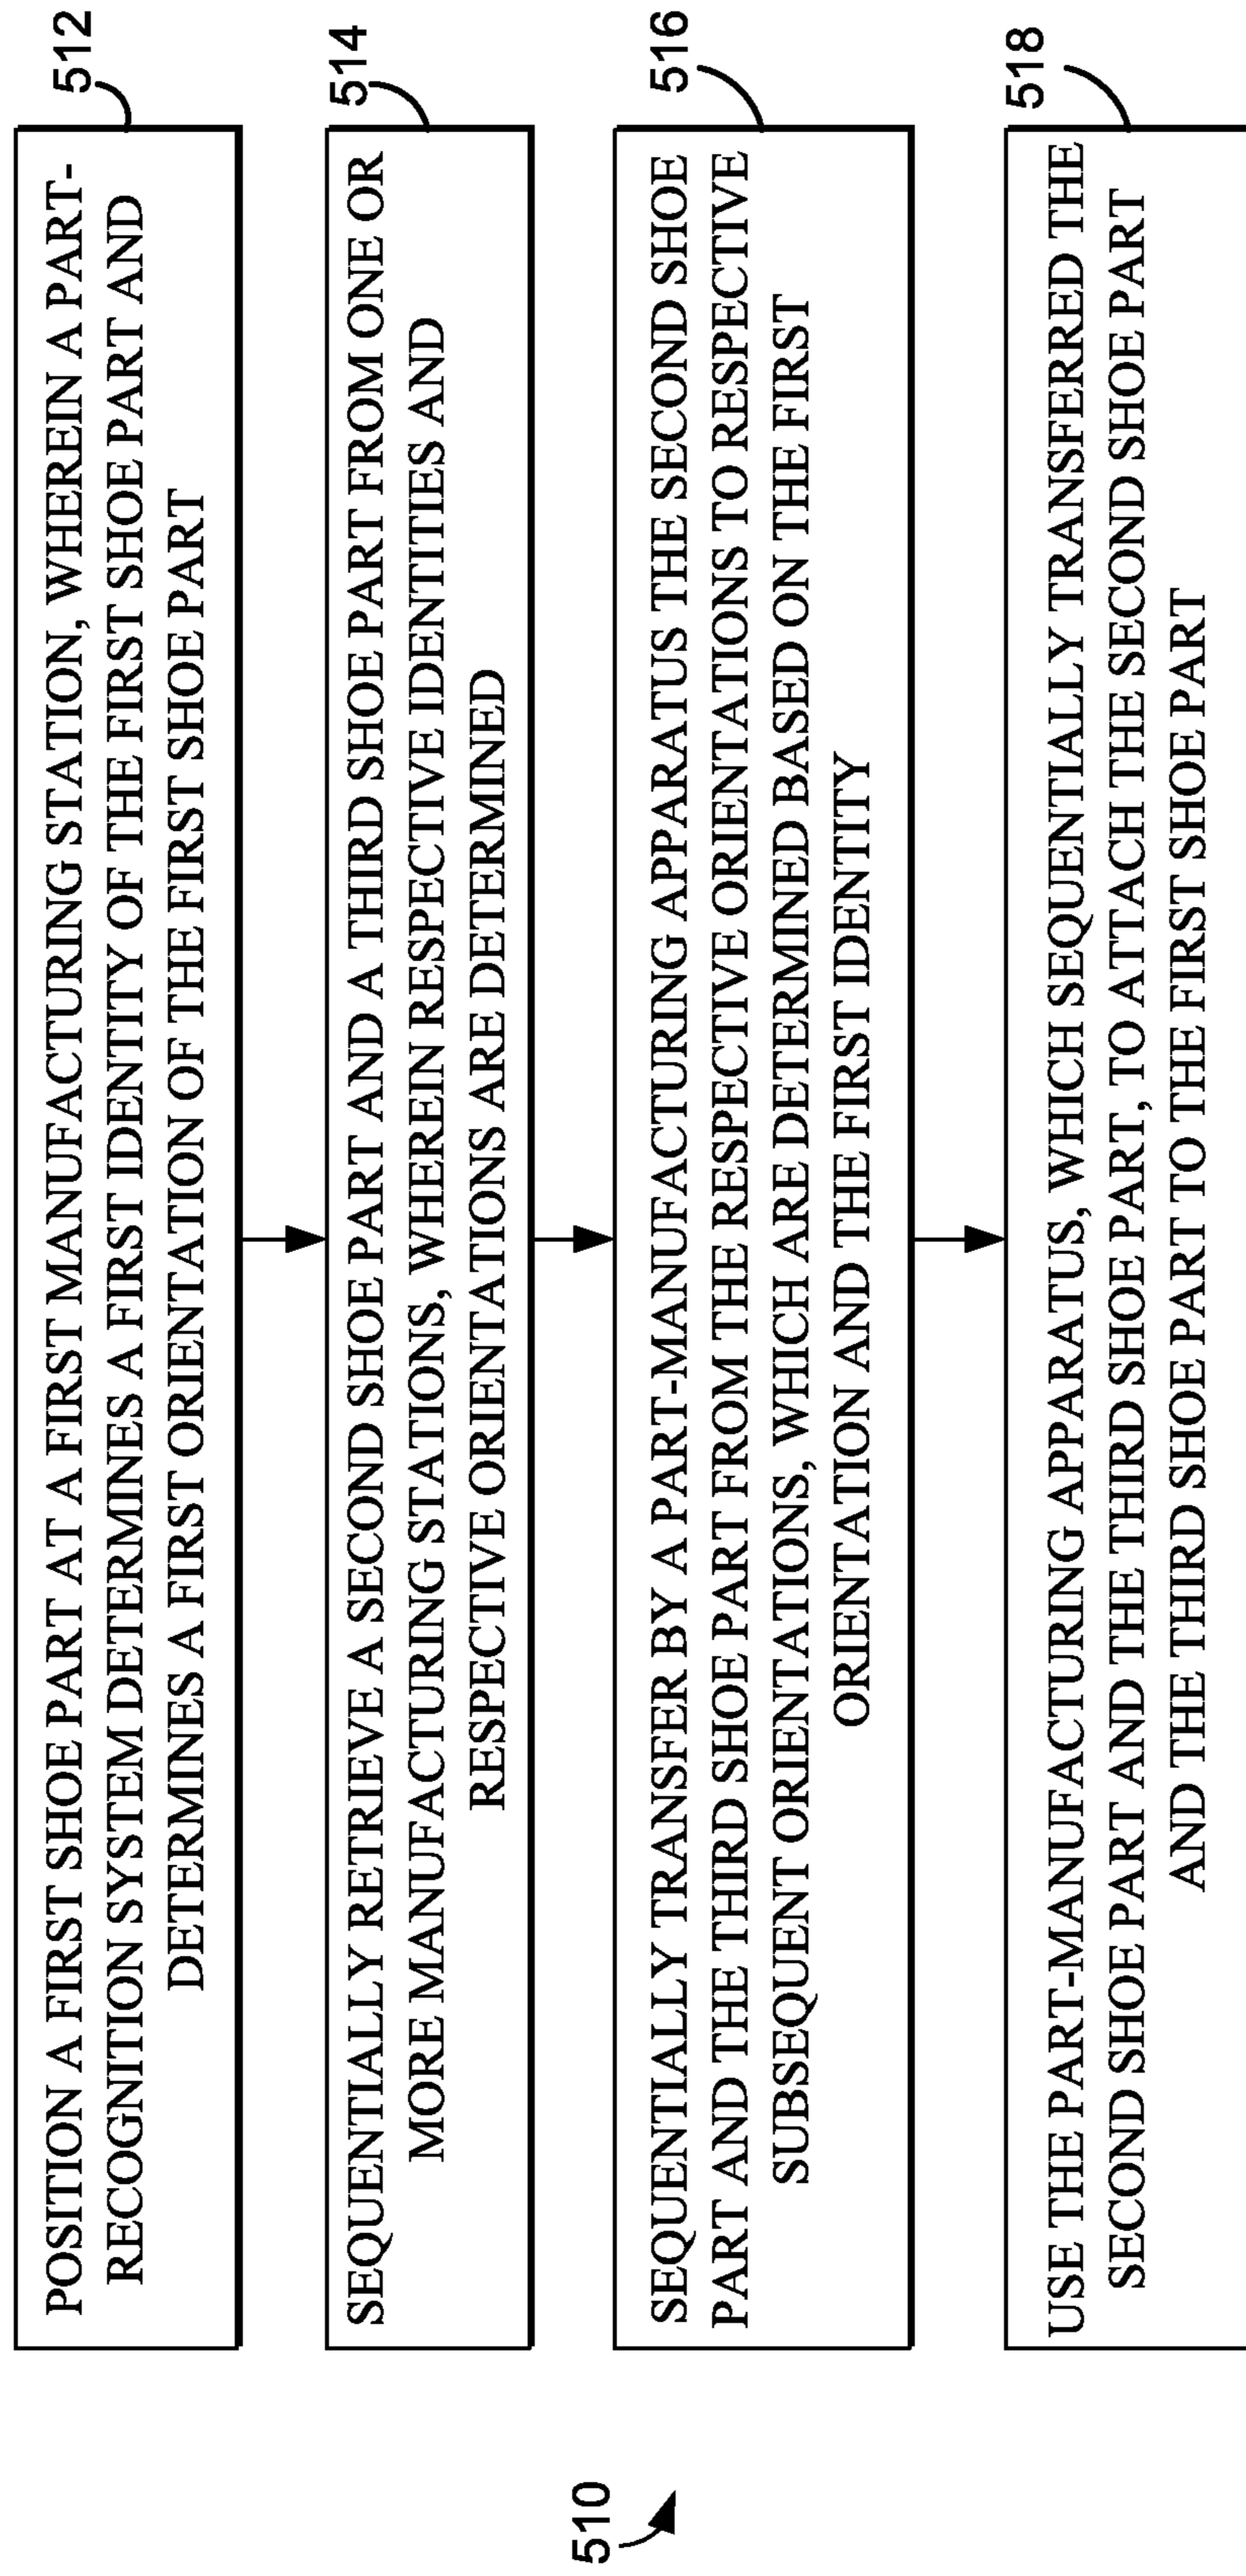 510
512
POSITION A FIRST SHOE PART AT A FIRST MANUFACTURING STATION, WHEREIN A PART-
RECOGNITION SYSTEM DETERMINES A FIRST IDENTITY OF THE FIRST SHOE PART AND
DETERMINES A FIRST ORIENTATION OF THE FIRST SHOE PART
514
SEQUENTIALLY RETRIEVE A SECOND SHOE PART AND A THIRD SHOE PART FROM ONE OR
MORE MANUFACTURING STATIONS, WHEREIN RESPECTIVE IDENTITIES AND
RESPECTIVE ORIENTATIONS ARE DETERMINED
516
SEQUENTIALLY TRANSFER BY A PART-MANUFACTURING APPARATUS THE SECOND SHOE
PART AND THE THIRD SHOE PART FROM THE RESPECTIVE ORIENTATIONS TO RESPECTIVE
SUBSEQUENT ORIENTATIONS, WHICH ARE DETERMINED BASED ON THE FIRST
ORIENTATION AND THE FIRST IDENTITY
518
USE THE PART-MANUFACTURING APPARATUS, WHICH SEQUENTIALLY TRANSFERRED THE
SECOND SHOE PART AND THE THIRD SHOE PART, TO ATTACH THE SECOND SHOE PART
AND THE THIRD SHOE PART TO THE FIRST SHOE PART